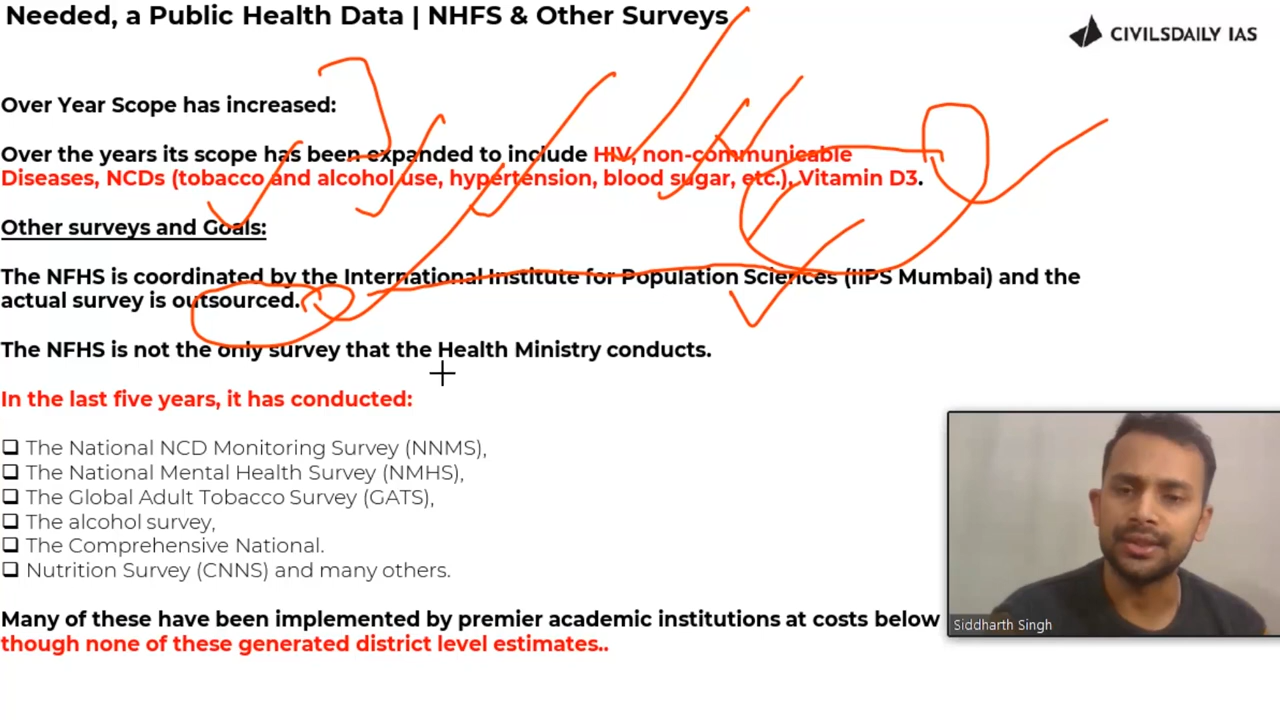 Needed, a Public Health Data | NHFS & Other Surveys
CIVILSDAILY IAS
Over Year Scope has increased:
Over the years its scope has been expanded to include HIV, non-communicable
Diseases, NCDs (tobacco and alcohol use, hypertension, blood sugar, etc.), Vitamin D3.
Other surveys and Goals:
The NFHS is coordinated by the International Institute for Population Sciences (IIPS Mumbai) and the
actual survey is outsourced.
The NFHS is not the only survey that the Health Ministry conducts.
In the last five years, it has conducted:
❑ The National NCD Monitoring Survey (NNMS),
❑ The National Mental Health Survey (NMHS),
❑ The Global Adult Tobacco Survey (GATS),
❑ The alcohol survey,
❑ The Comprehensive National.
❑ Nutrition Survey (CNNS) and many others.
Many of these have been implemented by premier academic institutions at costs below
though none of these generated district level estimates..
Siddharth Singh